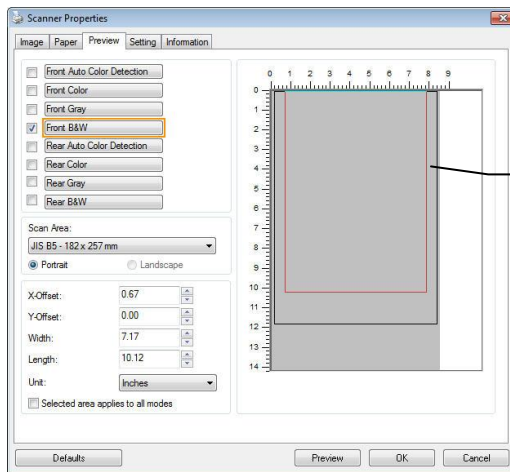 Scanner Properties
Image Paper Preview Setting Information
Front Auto Color Detection
Front Color
Front Gray
Front B&W
Rear Auto Color Detection
Rear Color
Rear Gray
Rear B&W
Scan Area:
JIS B5 - 182 x 257 mm
Portrait Landscape
X-Offset: 0.67
Y-Offset: 0.00
Width: 7.17
Length: 10.12
Unit: Inches
Selected area applies to all modes
0 1 2 3 4 5 6 7 8 9
0
1
2
3
4
5
6
7
8
9
10
11
12
13
14
Defaults Preview OK Cancel